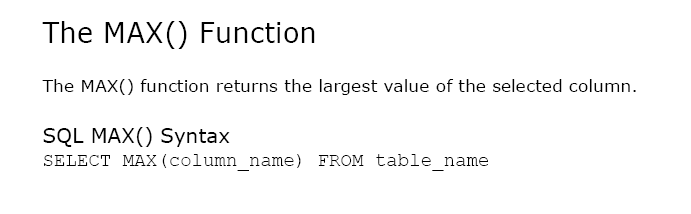 The MAX() Function
The MAX() function returns the largest value of the selected column.
SQL MAX() Syntax
SELECT MAX(column_name) FROM table_name